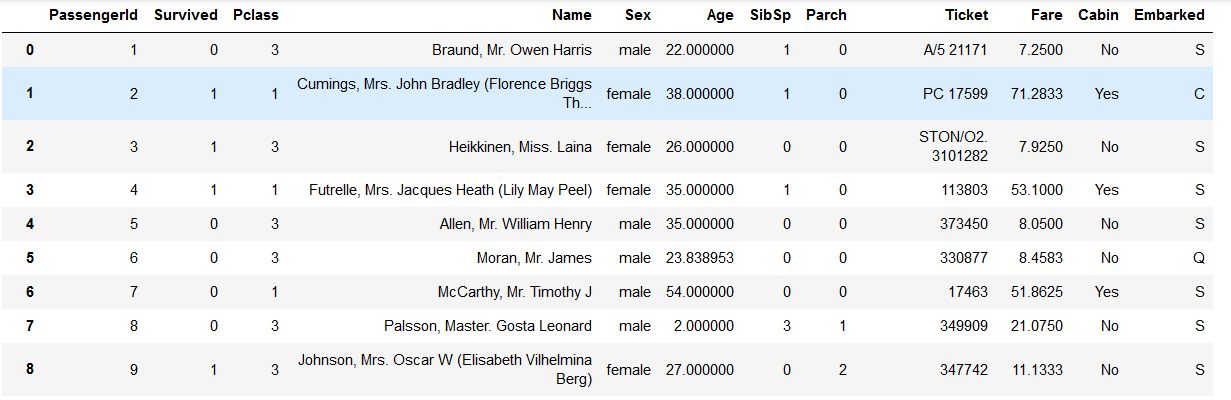 PassengerId Survived Pclass Name Sex Age SibSp Parch Ticket Fare Cabin Embarked
0 1 0 3 Braund, Mr. Owen Harris male 22.000000 1 0 A/5 21171 7.2500 No S
1 2 1 1 Cumings, Mrs. John Bradley (Florence Briggs
Th... female 38.000000 1 0 PC 17599 71.2833 Yes C
2 3 1 3 Heikkinen, Miss. Laina female 26.000000 0 0 STON/O2.
3101282 7.9250 No S
3 4 1 1 Futrelle, Mrs. Jacques Heath (Lily May Peel) female 35.000000 1 0 113803 53.1000 Yes S
4 5 0 3 Allen, Mr. William Henry male 35.000000 0 0 373450 8.0500 No S
5 6 0 3 Moran, Mr. James male 23.838953 0 0 330877 8.4583 No Q
6 7 0 1 McCarthy, Mr. Timothy J male 54.000000 0 0 17463 51.8625 Yes S
7 8 0 3 Palsson, Master. Gosta Leonard male 2.000000 3 1 349909 21.0750 No S
8 9 1 3 Johnson, Mrs. Oscar W (Elisabeth Vilhelmina
Berg) female 27.000000 0 2 347742 11.1333 No S